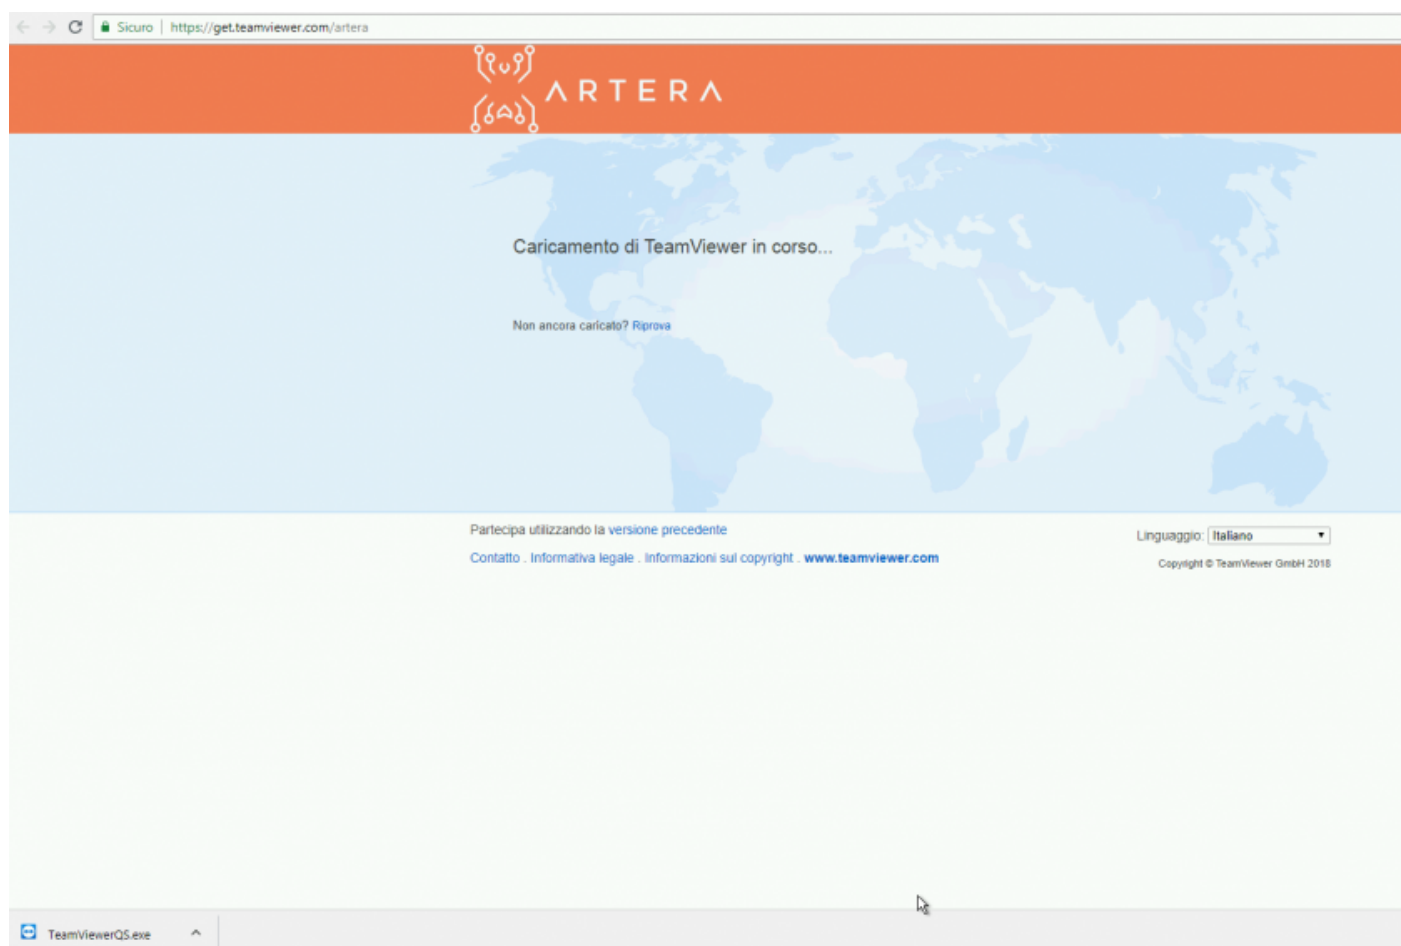 Sicuro | https://get.teamviewer.com/artera
ARTERA
Caricamento di TeamViewer in corso...
Non ancora caricato? Riprova
Partecipa utilizzando la versione precedente
Linguaggio: Italiano
Contatto . Informativa legale . Informazioni sul copyright . www.teamviewer.com
Copyright © TeamViewer GmbH 2018
TeamViewerQS.exe